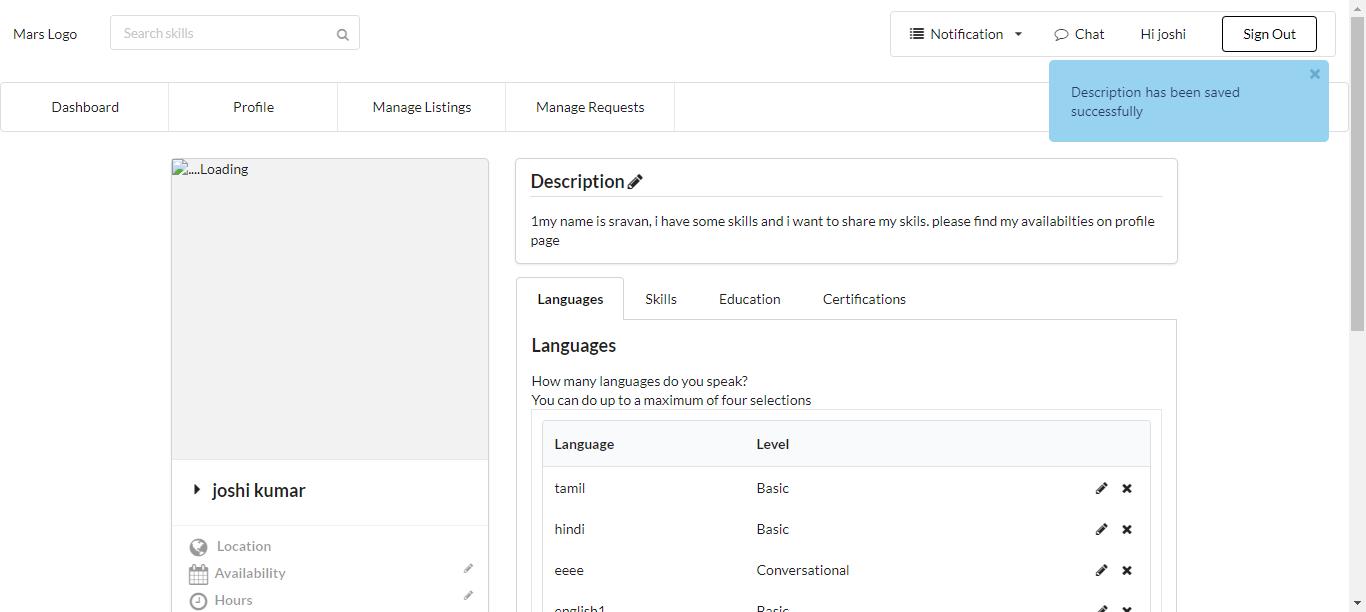 Mars Logo
Search skills
Notification
Chat
Hi joshi
Sign Out
Description has been saved
successfully
Dashboard
Profile
Manage Listings
Manage Requests
....Loading
joshi kumar
Location
Availability
Hours
Description
1my name is sravan, i have some skills and i want to share my skils. please find my availabilties on profile
page
Languages
Skills
Education
Certifications
Languages
How many languages do you speak?
You can do up to a maximum of four selections
Language Level
tamil Basic
hindi Basic
eeee Conversational
english1 Basic